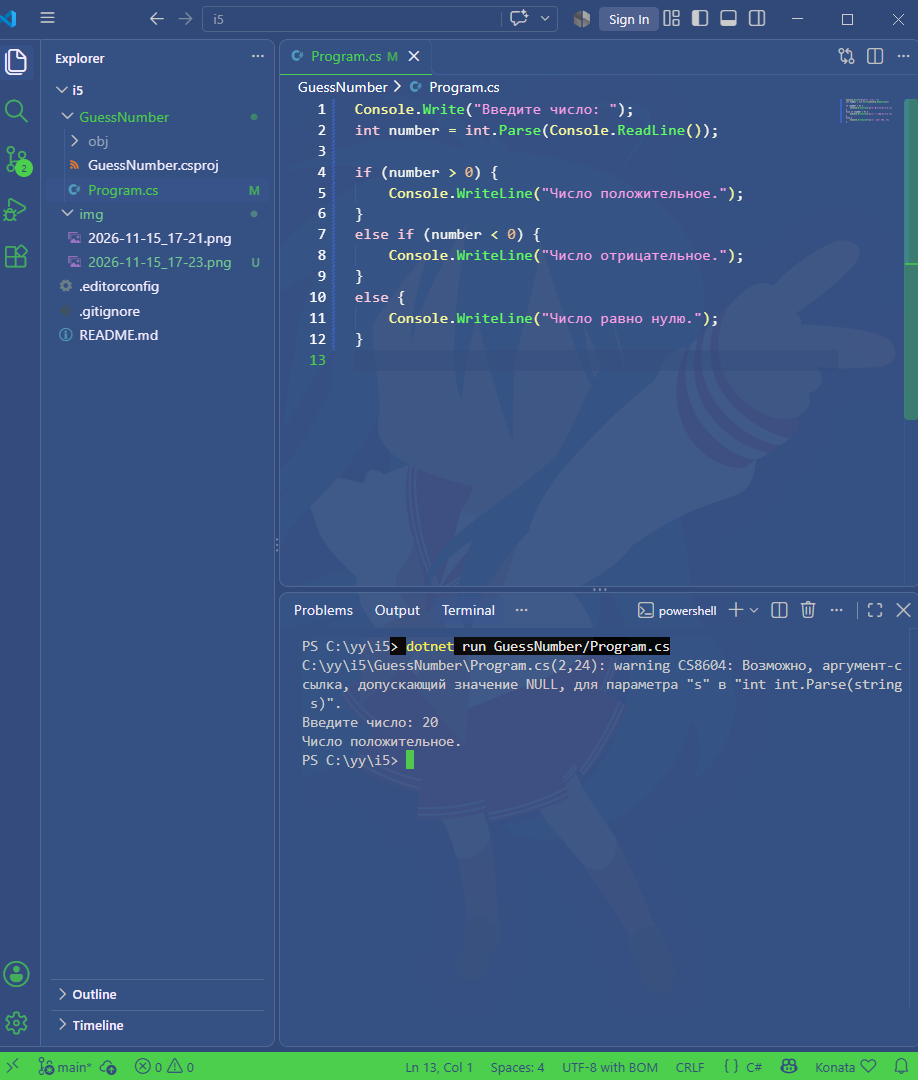 i5
Sign In
Explorer
···
Program.cs M
i5
GuessNumber
obj
GuessNumber.csproj
Program.cs M
img
2026-11-15_17-21.png
2026-11-15_17-23.png U
.editorconfig
.gitignore
README.md
2
Outline
Timeline
GuessNumber > Program.cs
1 Console.Write("Введите число: ");
2 int number = int.Parse(Console.ReadLine());
3
4 if (number > 0) {
5 Console.WriteLine("Число положительное.");
6 }
7 else if (number < 0) {
8 Console.WriteLine("Число отрицательное.");
9 }
10 else {
11 Console.WriteLine("Число равно нулю.");
12 }
13
Problems Output Terminal ··· powershell
PS C:\yy\i5> dotnet run GuessNumber/Program.cs
C:\yy\i5\GuessNumber\Program.cs(2,24): warning CS8604: Возможно, аргумент-с
сылка, допускающий значение NULL, для параметра "s" в "int int.Parse(string
s)".
Введите число: 20
Число положительное.
PS C:\yy\i5>
main* 0 0 Ln 13, Col 1 Spaces: 4 UTF-8 with BOM CRLF {} C# Konata ♡